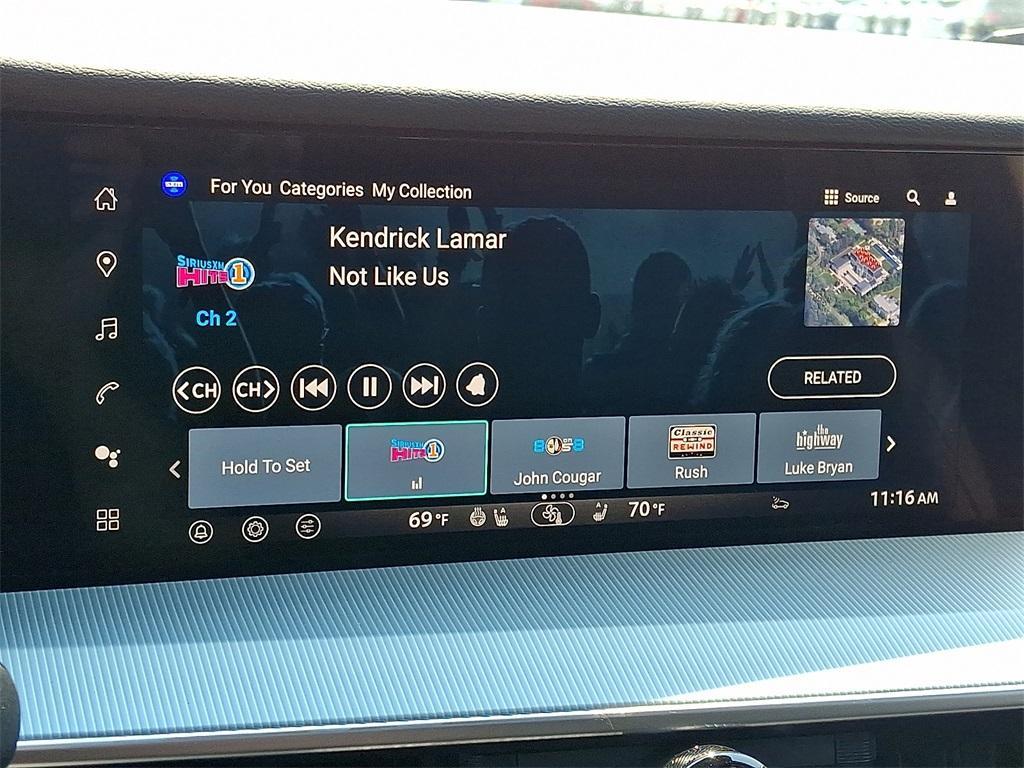 For You Categories My Collection
Source
Kendrick Lamar
Not Like Us
SIRIUSXM
HITS 1
Ch 2
<CH
CH>
RELATED
Hold To Set
SIRIUSXM
HITS 1
80s on 8
John Cougar
Classic
REWIND
Rush
the
highway
Luke Bryan
69°F
A
A
70°F
11:16 AM